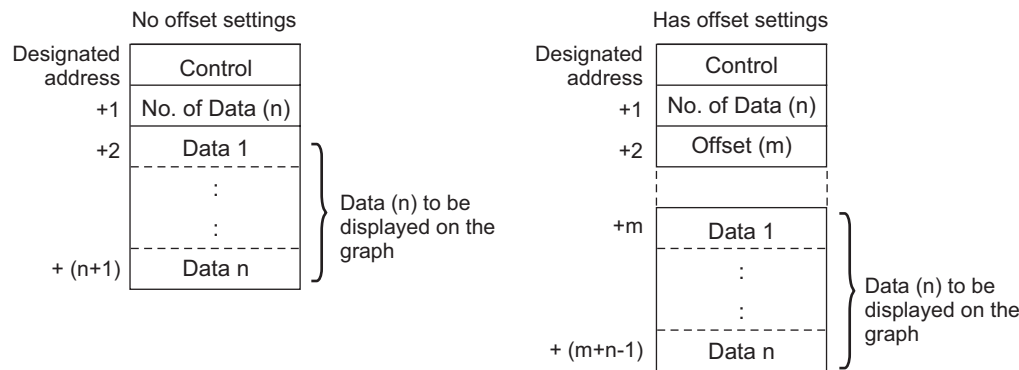 No offset settings
Designated
address
Control
+1
No. of Data (n)
+2
Data 1
:
:
+ (n+1)
Data n
Data (n) to be
displayed on the
graph
Has offset settings
Designated
address
Control
+1
No. of Data (n)
+2
Offset (m)
+m
Data 1
:
:
+ (m+n-1)
Data n
Data (n) to be
displayed on the
graph